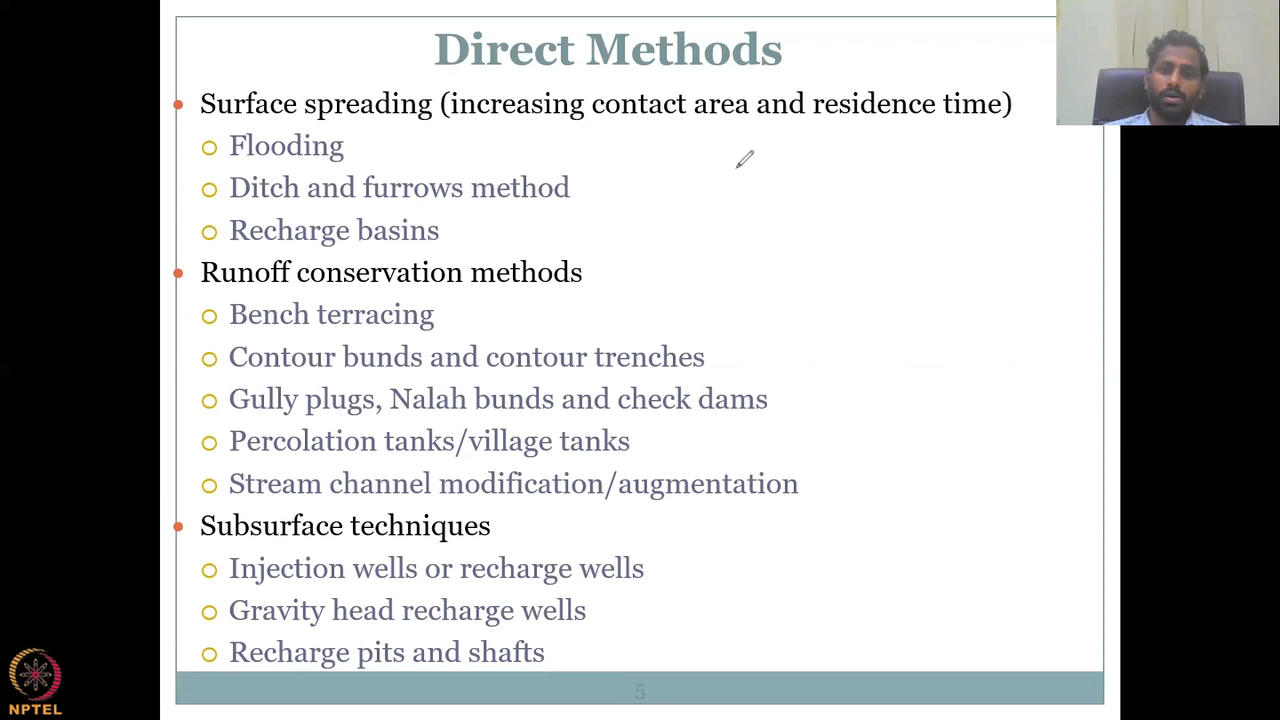 Direct Methods
Surface spreading (increasing contact area and residence time)
Flooding
Ditch and furrows method
Recharge basins
Runoff conservation methods
Bench terracing
Contour bunds and contour trenches
Gully plugs, Nalah bunds and check dams
Percolation tanks/village tanks
Stream channel modification/augmentation
Subsurface techniques
Injection wells or recharge wells
Gravity head recharge wells
Recharge pits and shafts
5
NPTEL